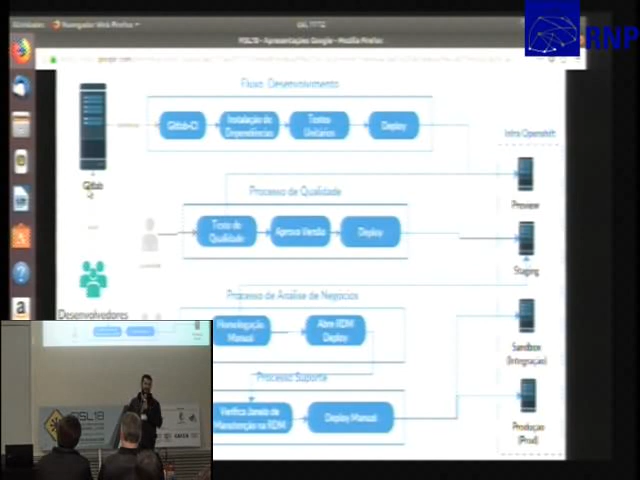 Navegador Web Firefox
FISL18 - Apresentações Google - Mozilla Firefox
RNP
Fluxo Desenvolvimento
Gitlab-CI
Instalação de
Dependências
Testes
Unitários
Deploy
Infra Openshift
Gitlab
Preview
Processo de Qualidade
Teste de
Qualidade
Aprova Versão
Deploy
Staging
Desenvolvedores
Processo de Análise de Negócios
Homologação
Manual
Abre RDM
Deploy
Sandbox
(Integração)
Processo Suporte
Verifica Janela de
Manutenção na RDM
Deploy Manual
Produção
(Prod)
FISL18